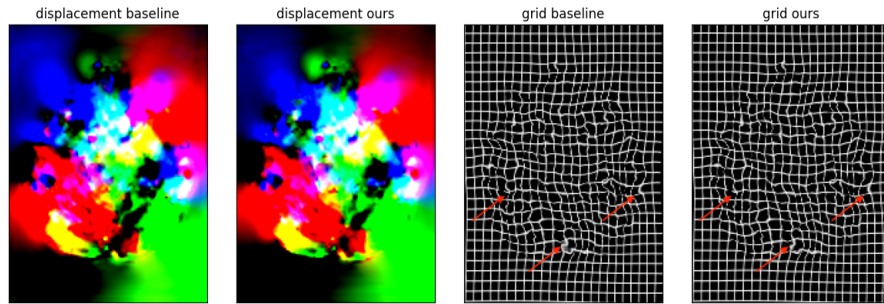 displacement baseline
displacement ours
grid baseline
grid ours